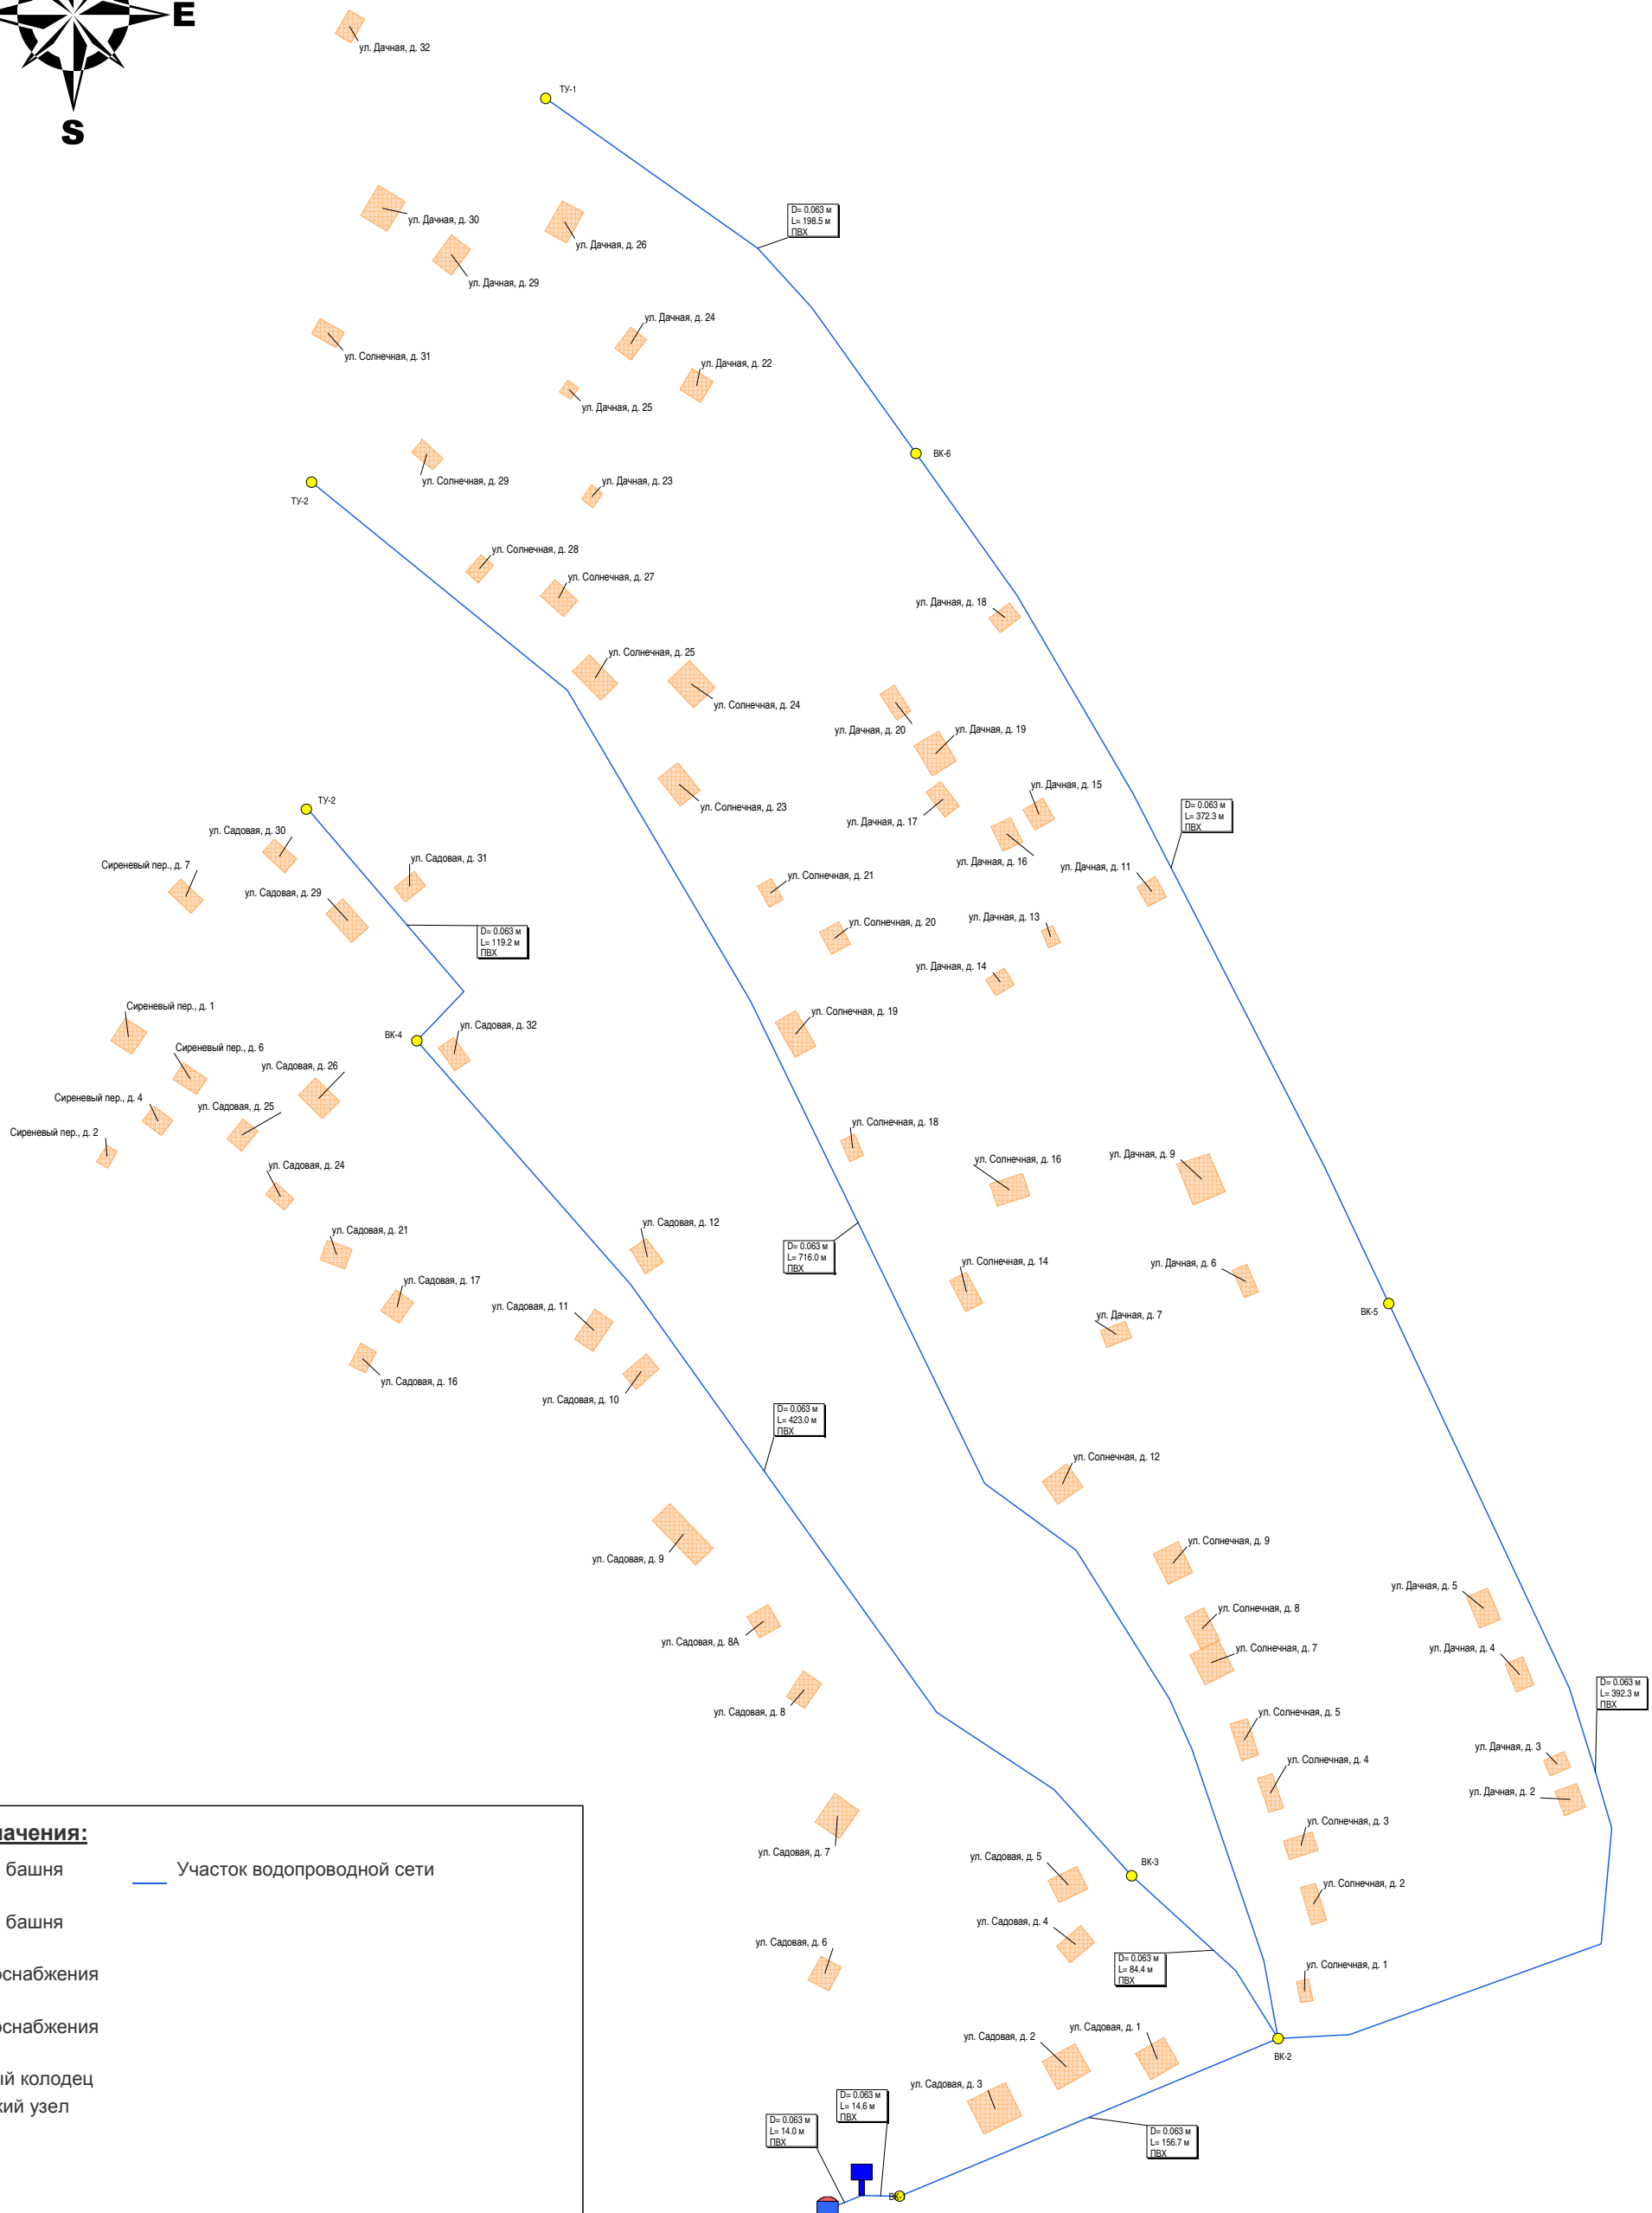 E
S
ул. Дачная, д. 32
ТУ-1
ул. Дачная, д. 30
ул. Дачная, д. 26
D= 0.063 м
L= 198.5 м
ПВХ
ул. Дачная, д. 29
ул. Дачная, д. 24
ул. Солнечная, д. 31
ул. Дачная, д. 22
ул. Дачная, д. 25
ВК-6
ул. Солнечная, д. 29
ул. Дачная, д. 23
ТУ-2
ул. Солнечная, д. 28
ул. Солнечная, д. 27
ул. Дачная, д. 18
ул. Солнечная, д. 25
ул. Солнечная, д. 24
ул. Дачная, д. 20
ул. Дачная, д. 19
ул. Дачная, д. 15
ТУ-2
ул. Солнечная, д. 23
D= 0.063 м
L= 372.3 м
ПВХ
ул. Садовая, д. 30
ул. Дачная, д. 17
Сиреневый пер., д. 7
ул. Садовая, д. 31
ул. Дачная, д. 16
ул. Дачная, д. 11
ул. Солнечная, д. 21
ул. Садовая, д. 29
ул. Солнечная, д. 20
ул. Дачная, д. 13
D= 0.063 м
L= 119.2 м
ПВХ
ул. Дачная, д. 14
Сиреневый пер., д. 1
ул. Солнечная, д. 19
ВК-4
ул. Садовая, д. 32
Сиреневый пер., д. 6
ул. Садовая, д. 26
Сиреневый пер., д. 4
ул. Садовая, д. 25
Сиреневый пер., д. 2
ул. Солнечная, д. 18
ул. Садовая, д. 24
ул. Солнечная, д. 16
ул. Дачная, д. 9
ул. Садовая, д. 21
ул. Садовая, д. 12
D= 0.063 м
L= 716.0 м
ПВХ
ул. Солнечная, д. 14
ул. Дачная, д. 6
ул. Садовая, д. 17
ул. Садовая, д. 11
ул. Дачная, д. 7
ВК-5
ул. Садовая, д. 16
ул. Садовая, д. 10
D= 0.063 м
L= 423.0 м
ПВХ
ул. Солнечная, д. 12
ул. Садовая, д. 9
ул. Солнечная, д. 9
ул. Дачная, д. 5
ул. Солнечная, д. 8
ул. Садовая, д. 8А
ул. Солнечная, д. 7
ул. Дачная, д. 4
D= 0.063 м
L= 392.3 м
ПВХ
ул. Садовая, д. 8
ул. Солнечная, д. 5
ул. Дачная, д. 3
ул. Солнечная, д. 4
ул. Дачная, д. 2
ул. Солнечная, д. 3
ул. Садовая, д. 7
ул. Садовая, д. 5
ВК-3
ул. Солнечная, д. 2
ул. Садовая, д. 4
ул. Садовая, д. 6
D= 0.063 м
L= 84.4 м
ПВХ
ул. Солнечная, д. 1
ул. Садовая, д. 1
ул. Садовая, д. 2
ВК-2
ул. Садовая, д. 3
D= 0.063 м
L= 14.6 м
ПВХ
D= 0.063 м
L= 14.0 м
ПВХ
D= 0.063 м
L= 156.7 м
ПВХ
ачения:
башня
Участок водопроводной сети
башня
оснабжения
оснабжения
ый колодец
кий узел